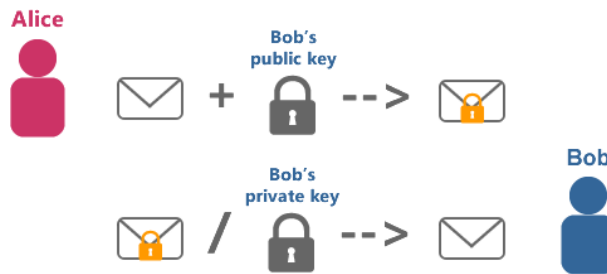 Alice
Bob's
public key
+
-->
Bob's
private key
/
-->
Bob